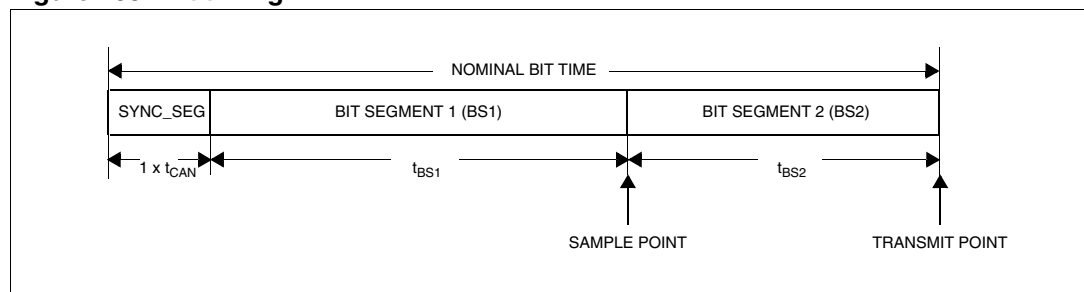 NOMINAL BIT TIME
SYNC_SEG BIT SEGMENT 1 (BS1) BIT SEGMENT 2 (BS2)
1 x tCAN tBS1 tBS2
SAMPLE POINT TRANSMIT POINT